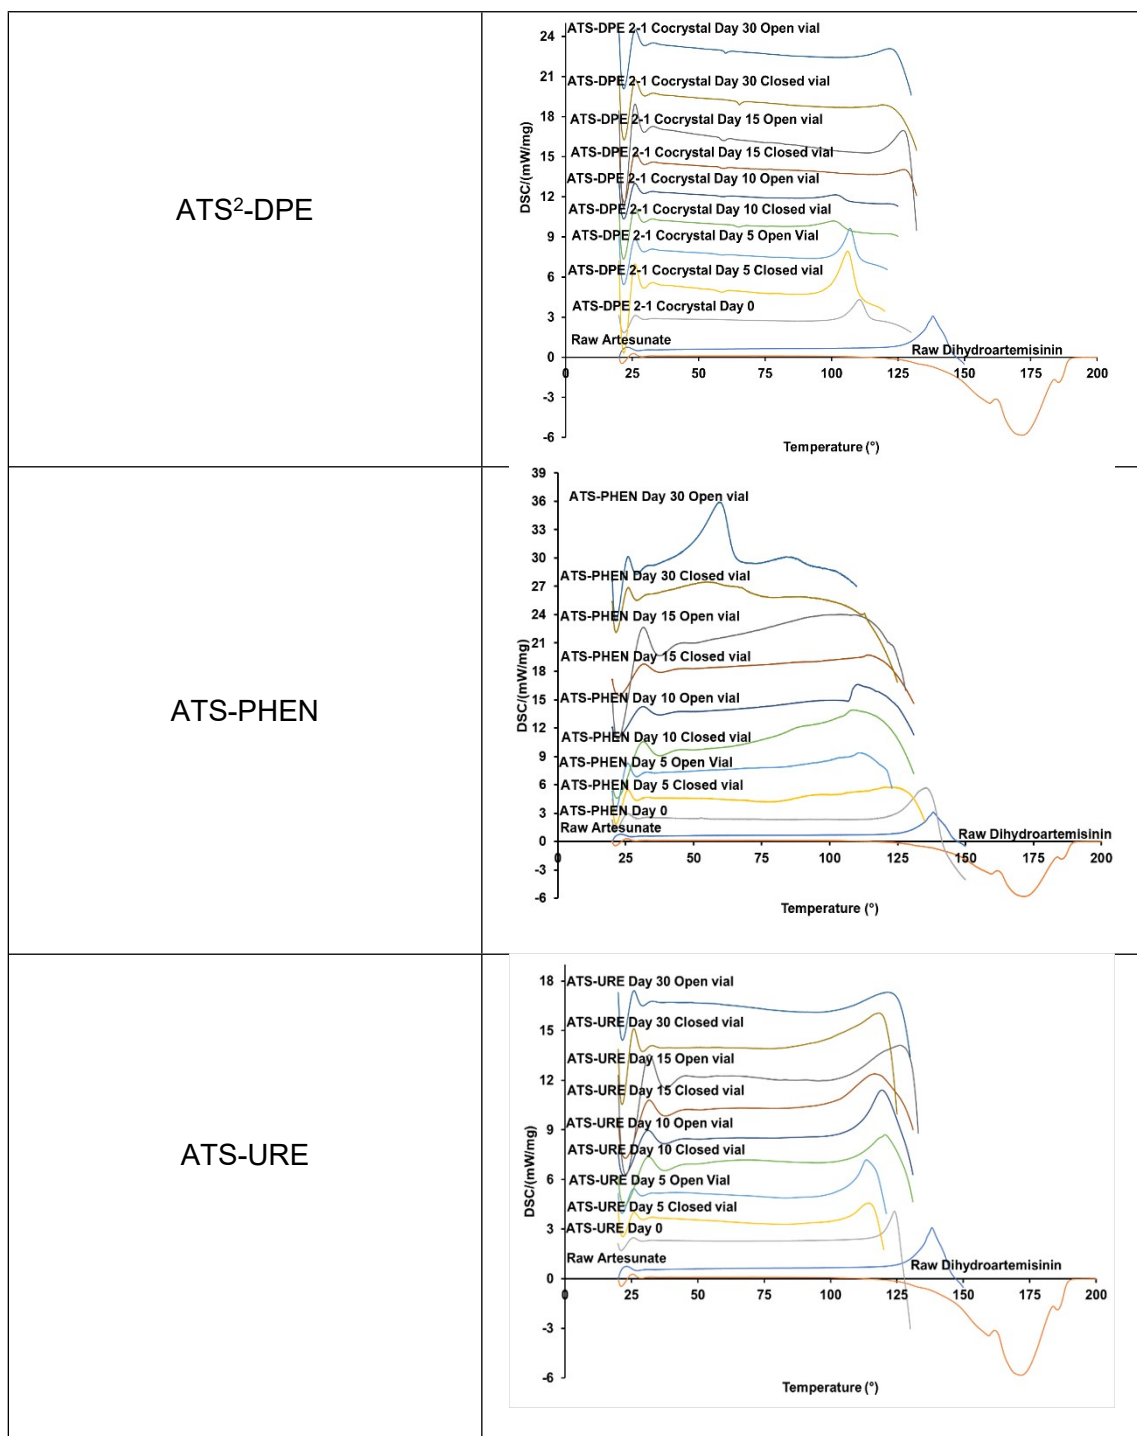 ATS²-DPE
ATS-DPE 2-1 Cocrystal Day 30 Open vial
ATS-DPE 2-1 Cocrystal Day 30 Closed vial
ATS-DPE 2-1 Cocrystal Day 15 Open vial
ATS-DPE 2-1 Cocrystal Day 15 Closed vial
ATS-DPE 2-1 Cocrystal Day 10 Open vial
ATS-DPE 2-1 Cocrystal Day 10 Closed vial
ATS-DPE 2-1 Cocrystal Day 5 Open Vial
ATS-DPE 2-1 Cocrystal Day 5 Closed vial
ATS-DPE 2-1 Cocrystal Day 0
Raw Artesunate
Raw Dihydroartemisinin
DSC/(mW/mg)
24
21
18
15
12
9
6
3
0
-3
-6
0 25 50 75 100 125 150 175 200
Temperature (°)
ATS-PHEN
ATS-PHEN Day 30 Open vial
ATS-PHEN Day 30 Closed vial
ATS-PHEN Day 15 Open vial
ATS-PHEN Day 15 Closed vial
ATS-PHEN Day 10 Open vial
ATS-PHEN Day 10 Closed vial
ATS-PHEN Day 5 Open Vial
ATS-PHEN Day 5 Closed vial
ATS-PHEN Day 0
Raw Artesunate
Raw Dihydroartemisinin
DSC/(mW/mg)
39
36
33
30
27
24
21
18
15
12
9
6
3
0
-3
-6
0 25 50 75 100 125 150 175 200
Temperature (°)
ATS-URE
ATS-URE Day 30 Open vial
ATS-URE Day 30 Closed vial
ATS-URE Day 15 Open vial
ATS-URE Day 15 Closed vial
ATS-URE Day 10 Open vial
ATS-URE Day 10 Closed vial
ATS-URE Day 5 Open Vial
ATS-URE Day 5 Closed vial
ATS-URE Day 0
Raw Artesunate
Raw Dihydroartemisinin
DSC/(mW/mg)
18
15
12
9
6
3
0
-3
-6
0 25 50 75 100 125 150 175 200
Temperature (°)